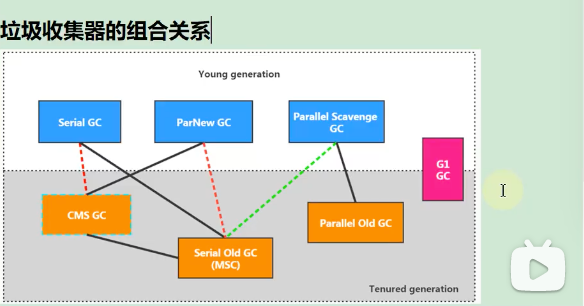 垃圾收集器的组合关系
Young generation
Serial GC
ParNew GC
Parallel Scavenge
GC
G1
GC
CMS GC
Parallel Old GC
Serial Old GC
(MSC)
Tenured generation